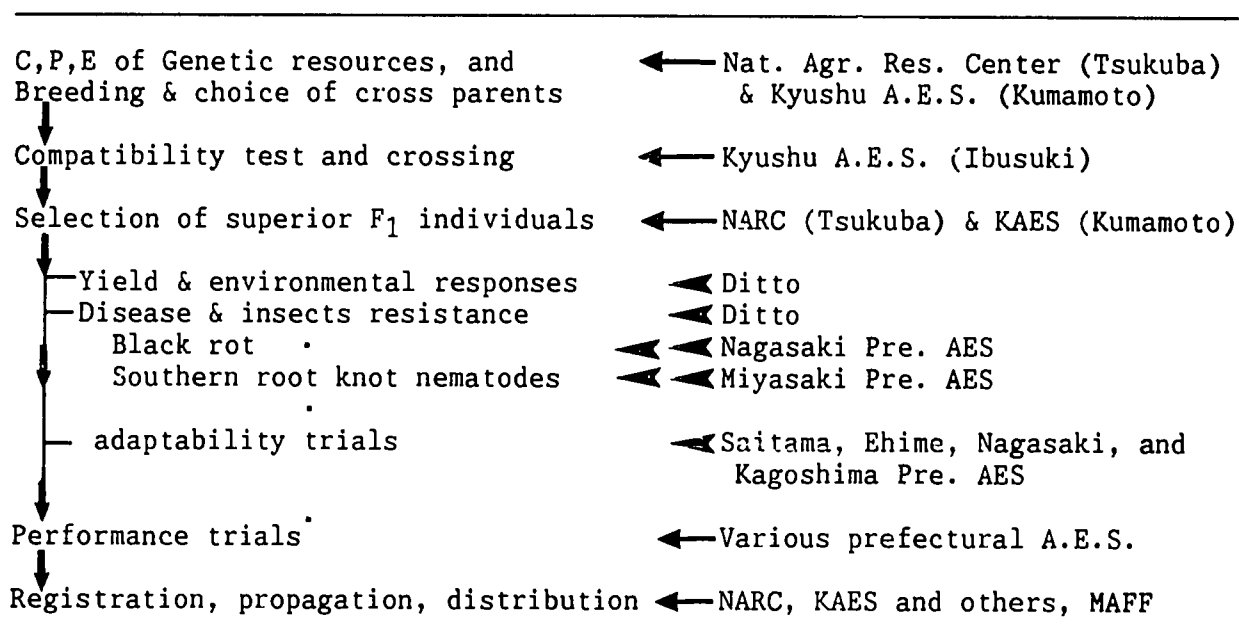 C,P,E of Genetic resources, and Nat. Agr. Res. Center (Tsukuba)
Breeding & choice of cross parents & Kyushu A.E.S. (Kumamoto)
Compatibility test and crossing Kyushu A.E.S. (Ibusuki)
Selection of superior F₁ individuals NARC (Tsukuba) & KAES (Kumamoto)
Yield & environmental responses Ditto
Disease & insects resistance Ditto
Black rot Nagasaki Pre. AES
Southern root knot nematodes Miyasaki Pre. AES
adaptability trials Saitama, Ehime, Nagasaki, and
Kagoshima Pre. AES
Performance trials Various prefectural A.E.S.
Registration, propagation, distribution NARC, KAES and others, MAFF